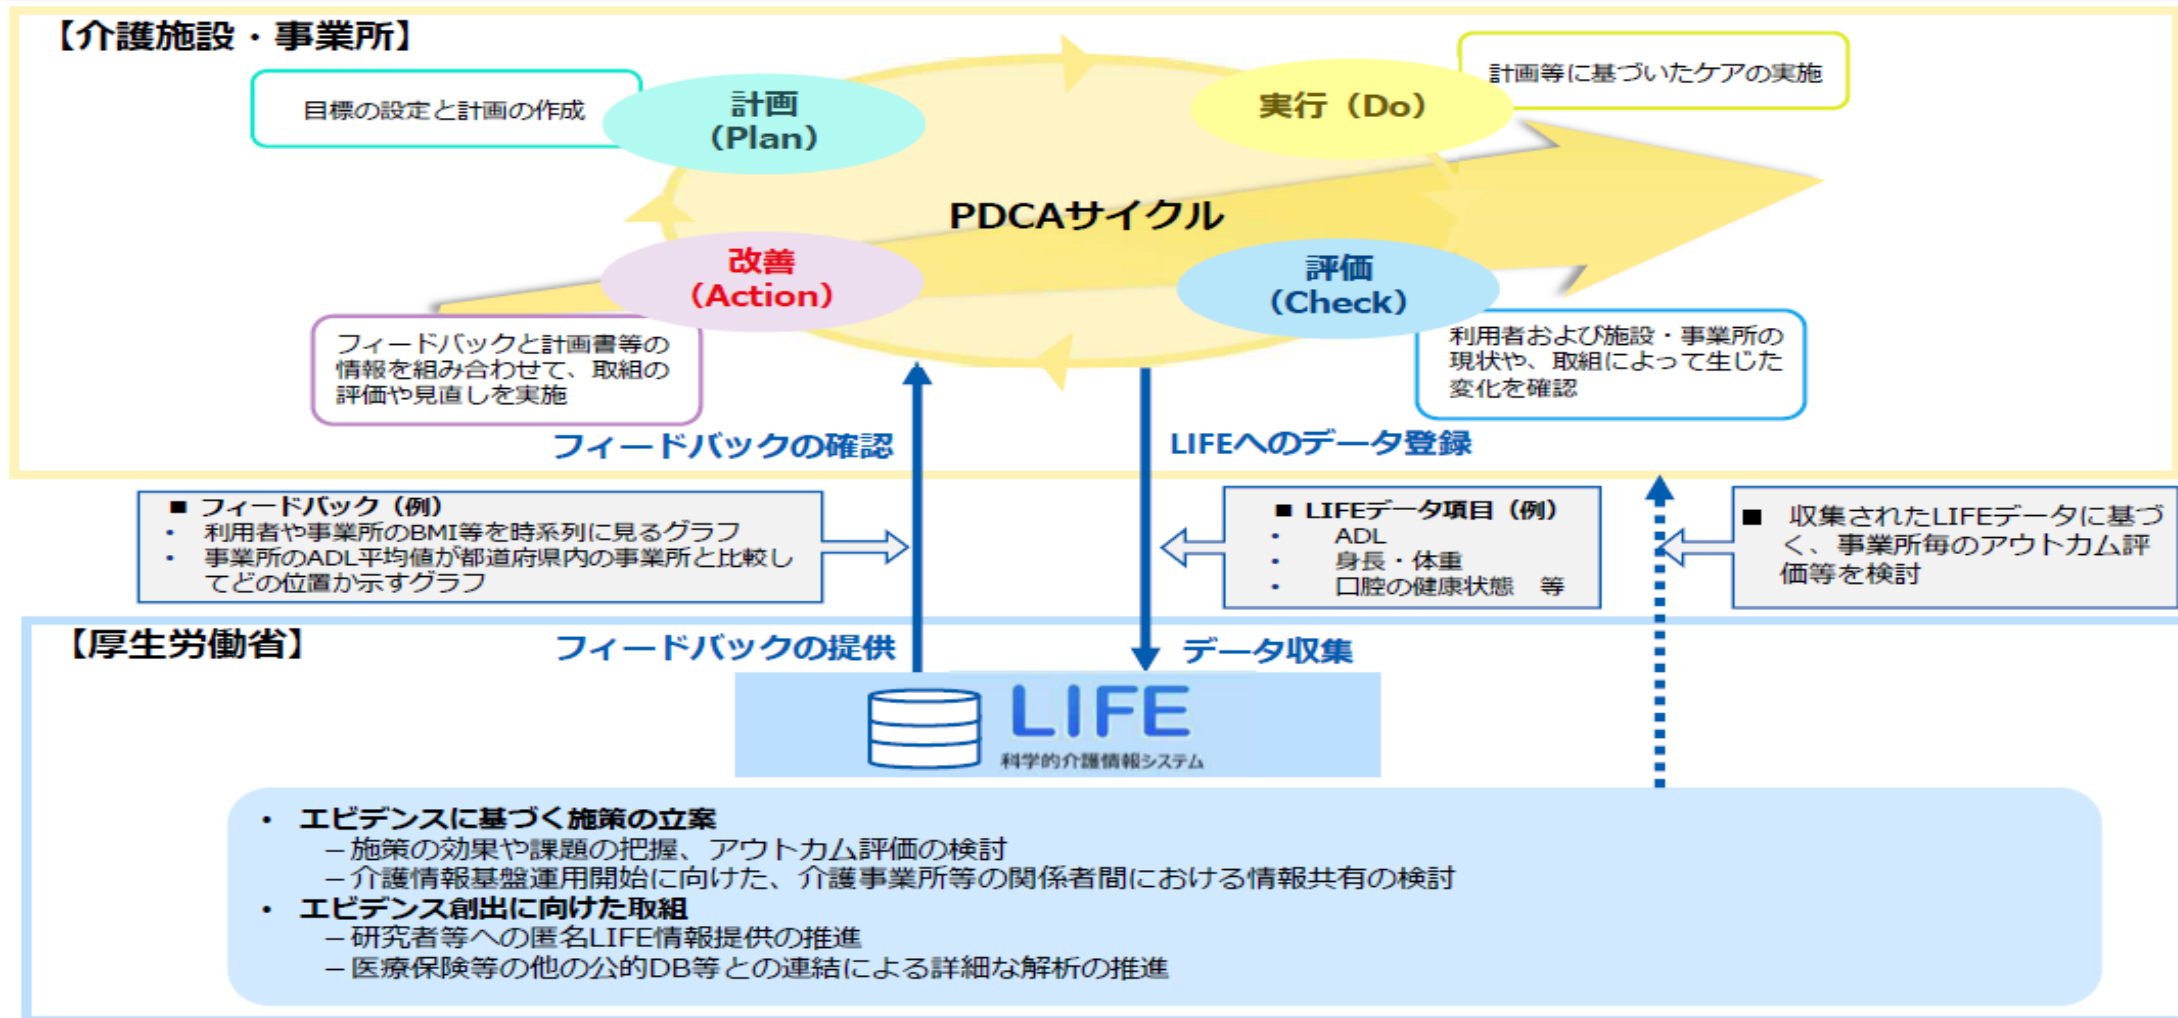 【介護施設・事業所】
目標の設定と計画の作成
計画
（Plan）
実行（Do）
計画等に基づいたケアの実施
PDCAサイクル
改善
（Action）
評価
（Check）
フィードバックと計画書等の
情報を組み合わせて、取組の
評価や見直しを実施
利用者および施設・事業所の
現状や、取組によって生じた
変化を確認
フィードバックの確認
LIFEへのデータ登録
■ フィードバック（例）
• 利用者や事業所のBMI等を時系列に見るグラフ
• 事業所のADL平均値が都道府県内の事業所と比較し
てどの位置か示すグラフ
■ LIFEデータ項目（例）
• ADL
• 身長・体重
• 口腔の健康状態　等
■ 収集されたLIFEデータに基づ
く、事業所毎のアウトカム評
価等を検討
【厚生労働省】
フィードバックの提供
データ収集
LIFE
科学的介護情報システム
• エビデンスに基づく施策の立案
－施策の効果や課題の把握、アウトカム評価の検討
－介護情報基盤運用開始に向けた、介護事業所等の関係者間における情報共有の検討
• エビデンス創出に向けた取組
－研究者等への匿名LIFE情報提供の推進
－医療保険等の他の公的DB等との連結による詳細な解析の推進